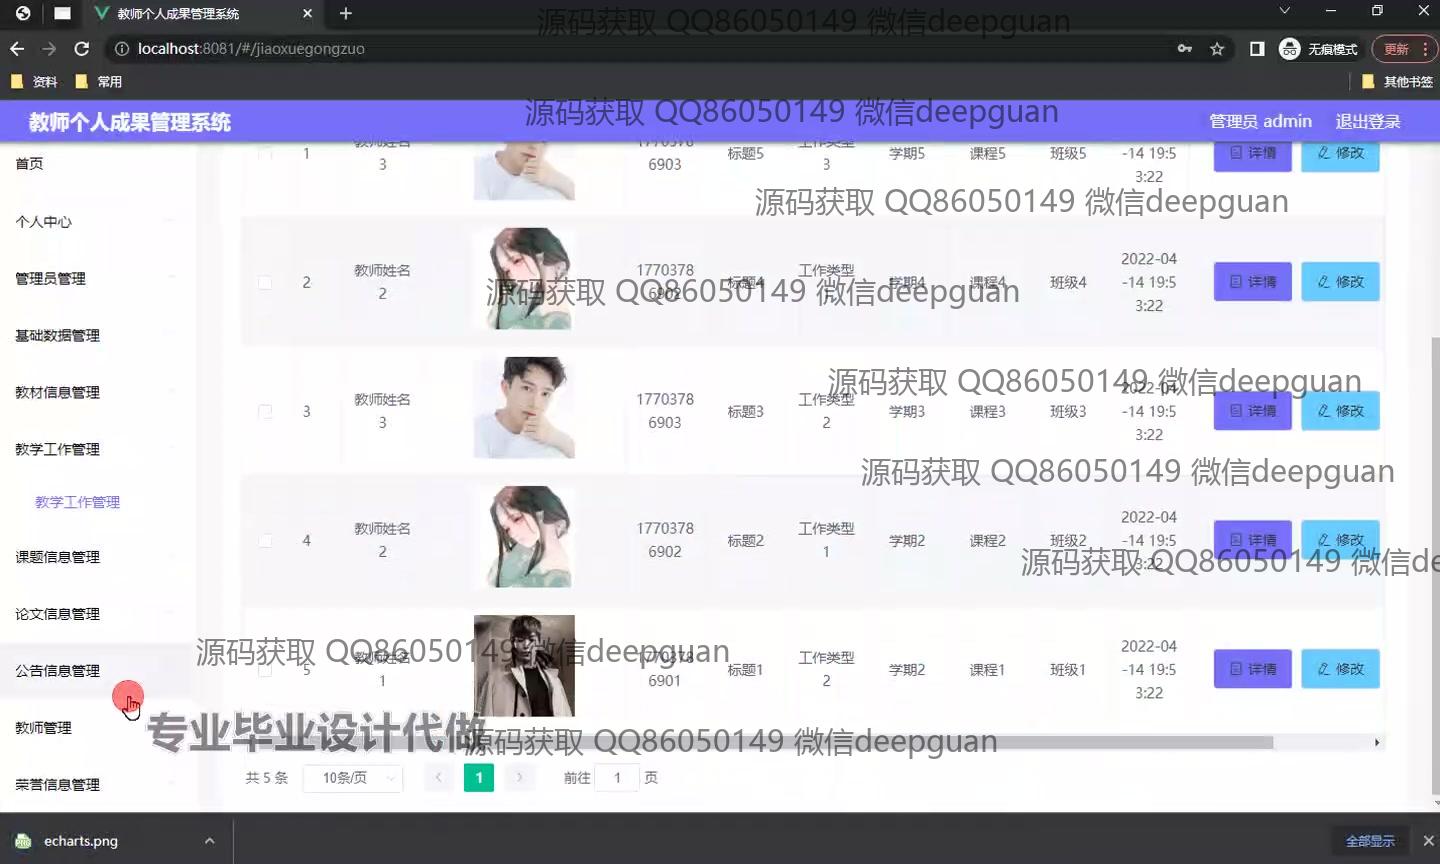 教师个人成果管理系统
源码获取 QQ86050149 微信deepguan
localhost:8081/#/jiaoxuegongzuo
无痕模式
更新
资料
常用
其他书签
教师个人成果管理系统
源码获取 QQ86050149 微信deepguan
管理员 admin
退出登录
首页
个人中心
管理员管理
基础数据管理
教材信息管理
教学工作管理
教学工作管理
课题信息管理
论文信息管理
公告信息管理
教师管理
荣誉信息管理
1
教师姓名
3
1770378
6903
标题5
工作类型
3
学期5
课程5
班级5
-14 19:5
3:22
详情
修改
源码获取 QQ86050149 微信deepguan
2
教师姓名
2
1770378
6902
标题4
工作类型
学期4
课程4
班级4
2022-04
-14 19:5
3:22
详情
修改
源码获取 QQ86050149 微信deepguan
3
教师姓名
3
1770378
6903
标题3
工作类型
2
学期3
课程3
班级3
2022-04
-14 19:5
3:22
详情
修改
源码获取 QQ86050149 微信deepguan
源码获取 QQ86050149 微信deepguan
4
教师姓名
2
1770378
6902
标题2
工作类型
1
学期2
课程2
班级2
2022-04
-14 19:5
3:22
详情
修改
源码获取 QQ86050149 微信de
5
教师姓名
1
1770378
6901
标题1
工作类型
2
学期2
课程1
班级1
2022-04
-14 19:5
3:22
详情
修改
源码获取 QQ86050149 微信deepguan
专业毕业设计代做
源码获取 QQ86050149 微信deepguan
共 5 条
10条/页
1
前往
1
页
echarts.png
全部显示